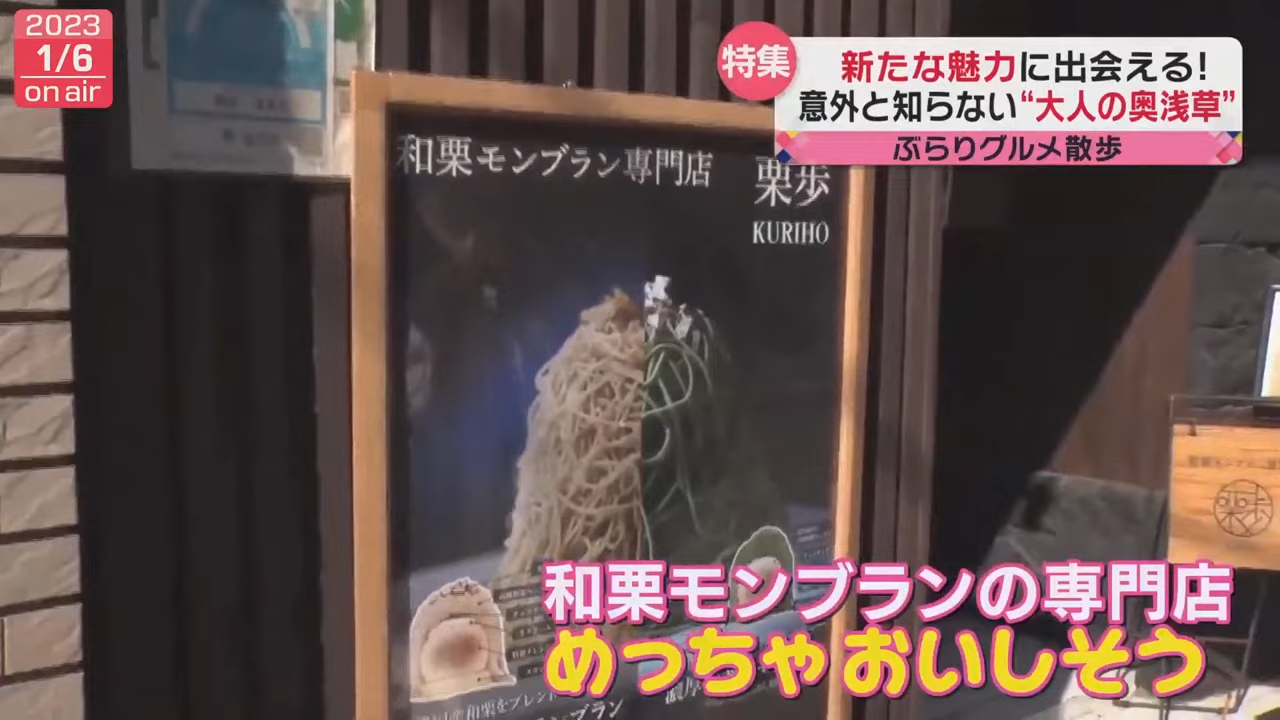 2023
1/6
on air
特集
新たな魅力に出会える!
意外と知らない“大人の奥浅草”
ぶらりグルメ散歩
和栗モンブラン専門店
栗歩
KURIHO
和栗モンブランの専門店
めっちゃおいしそう